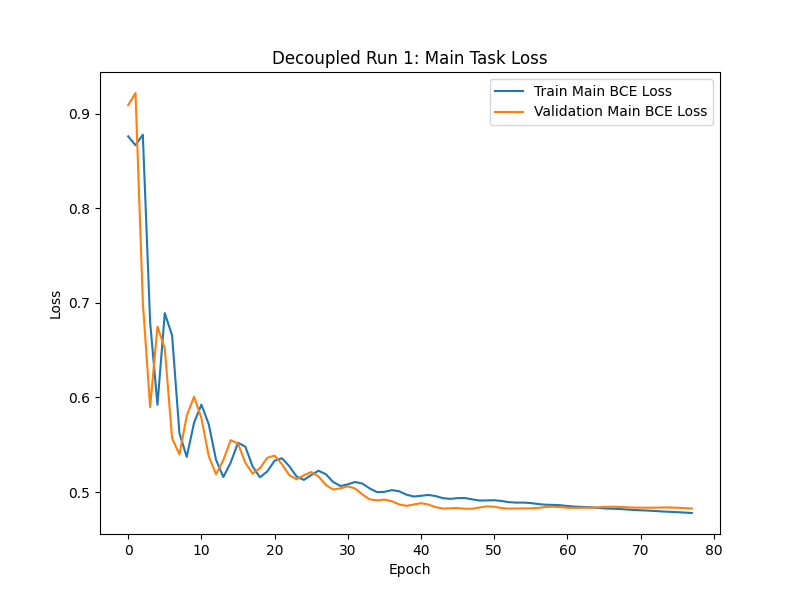 Decoupled Run 1: Main Task Loss
Train Main BCE Loss
Validation Main BCE Loss
0.9
0.8
0.7
0.6
0.5
Loss
0 10 20 30 40 50 60 70 80
Epoch